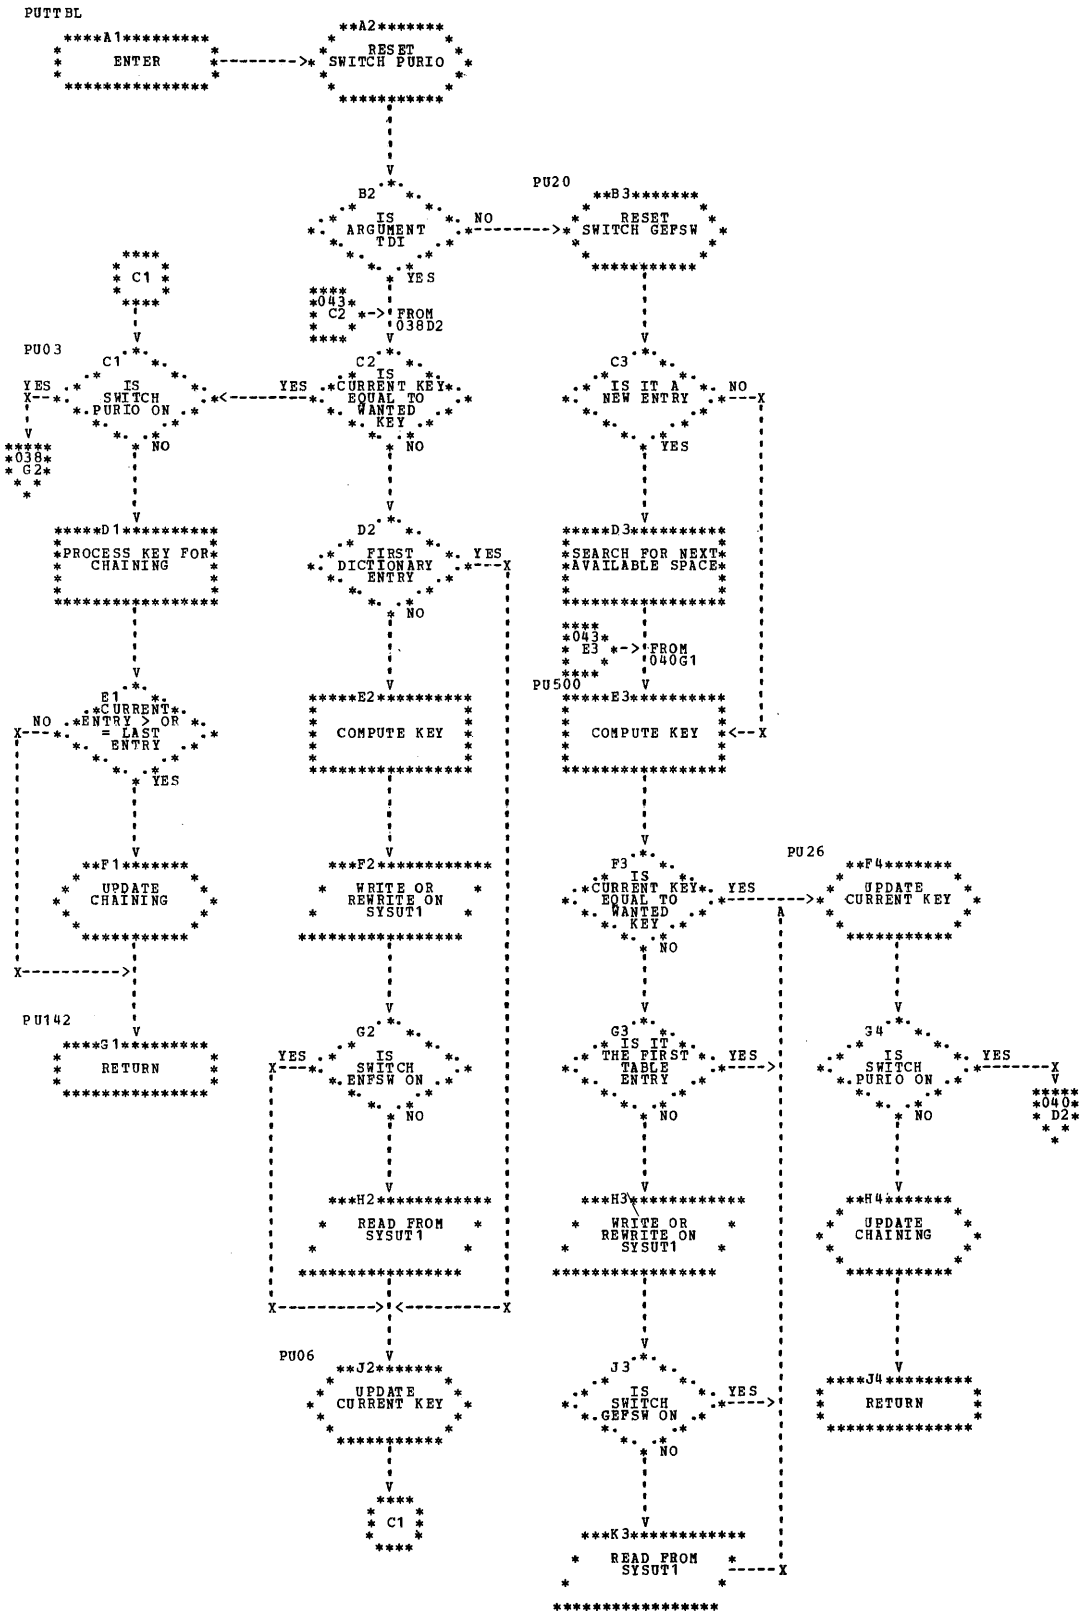 PUTTBL
A1
ENTER
A2
RESET
SWITCH PURIO
B2
IS
ARGUMENT
TDI
NO
YES
PU20
B3
RESET
SWITCH GEFSW
C1
043
C2
FROM
038D2
PU03
C1
IS
SWITCH
PURIO ON
YES
NO
038
G2
C2
IS
CURRENT KEY
EQUAL TO
WANTED
KEY
YES
NO
C3
IS IT A
NEW ENTRY
NO
YES
D1
PROCESS KEY FOR
CHAINING
D2
FIRST
DICTIONARY
ENTRY
YES
NO
D3
SEARCH FOR NEXT
AVAILABLE SPACE
043
E3
FROM
040G1
E1
CURRENT
ENTRY > OR
= LAST
ENTRY
NO
YES
E2
COMPUTE KEY
PU500
E3
COMPUTE KEY
F1
UPDATE
CHAINING
F2
WRITE OR
REWRITE ON
SYSUT1
F3
IS
CURRENT KEY
EQUAL TO
WANTED
KEY
YES
NO
PU26
F4
UPDATE
CURRENT KEY
PU142
G1
RETURN
G2
IS
SWITCH
ENFSW ON
YES
NO
G3
IS IT
THE FIRST
TABLE
ENTRY
YES
NO
G4
IS
SWITCH
PURIO ON
YES
NO
040
D2
H2
READ FROM
SYSUT1
H3
WRITE OR
REWRITE ON
SYSUT1
H4
UPDATE
CHAINING
PU06
J2
UPDATE
CURRENT KEY
J3
IS
SWITCH
GEFSW ON
YES
NO
J4
RETURN
C1
K3
READ FROM
SYSUT1